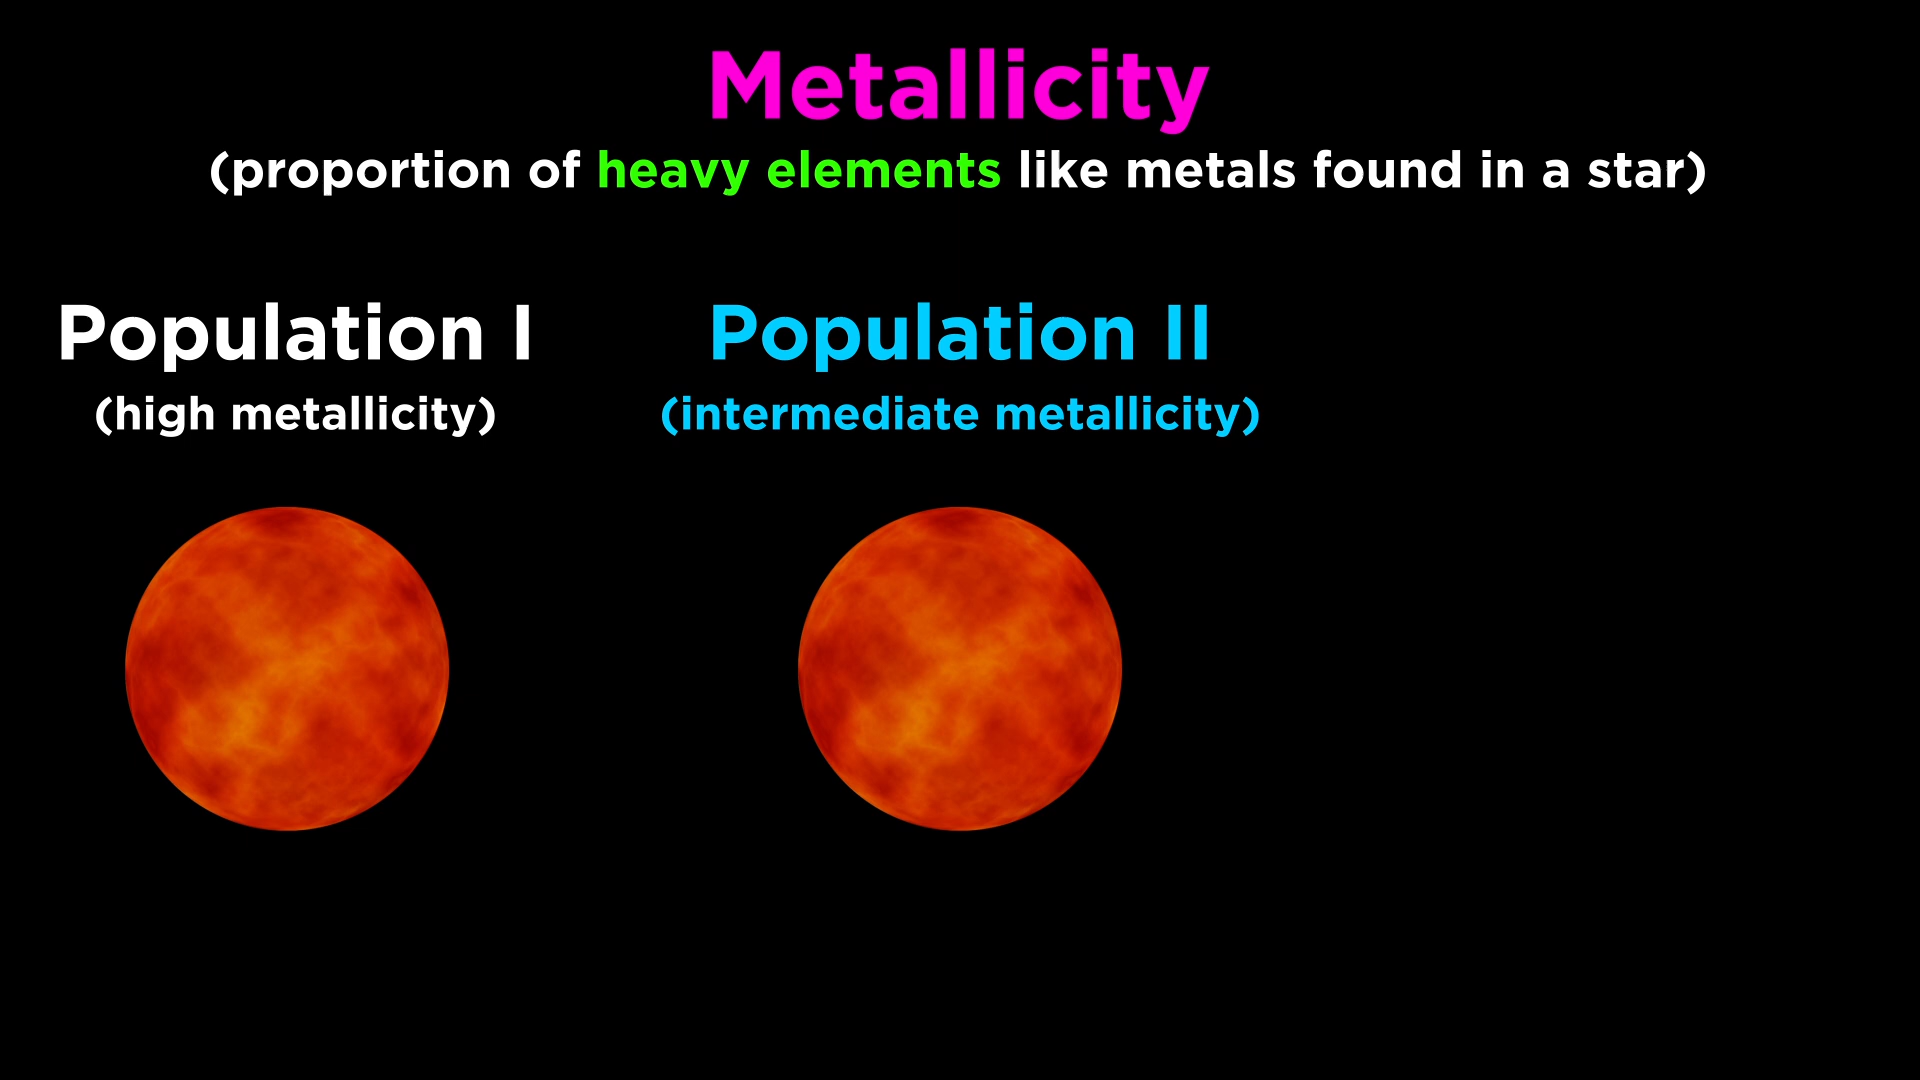 Metallicity
(proportion of heavy elements like metals found in a star)
Population I
(high metallicity)
Population II
(intermediate metallicity)